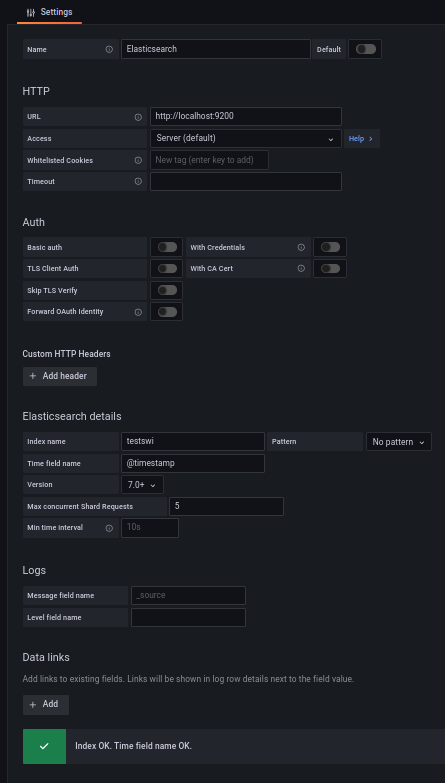 Settings
Name Elasticsearch Default
HTTP
URL http://localhost:9200
Access Server (default) Help >
Whitelisted Cookies New tag (enter key to add)
Timeout
Auth
Basic auth With Credentials
TLS Client Auth With CA Cert
Skip TLS Verify
Forward OAuth Identity
Custom HTTP Headers
+ Add header
Elasticsearch details
Index name testswi Pattern No pattern
Time field name @timestamp
Version 7.0+
Max concurrent Shard Requests 5
Min time interval 10s
Logs
Message field name _source
Level field name
Data links
Add links to existing fields. Links will be shown in log row details next to the field value.
+ Add
Index OK. Time field name OK.